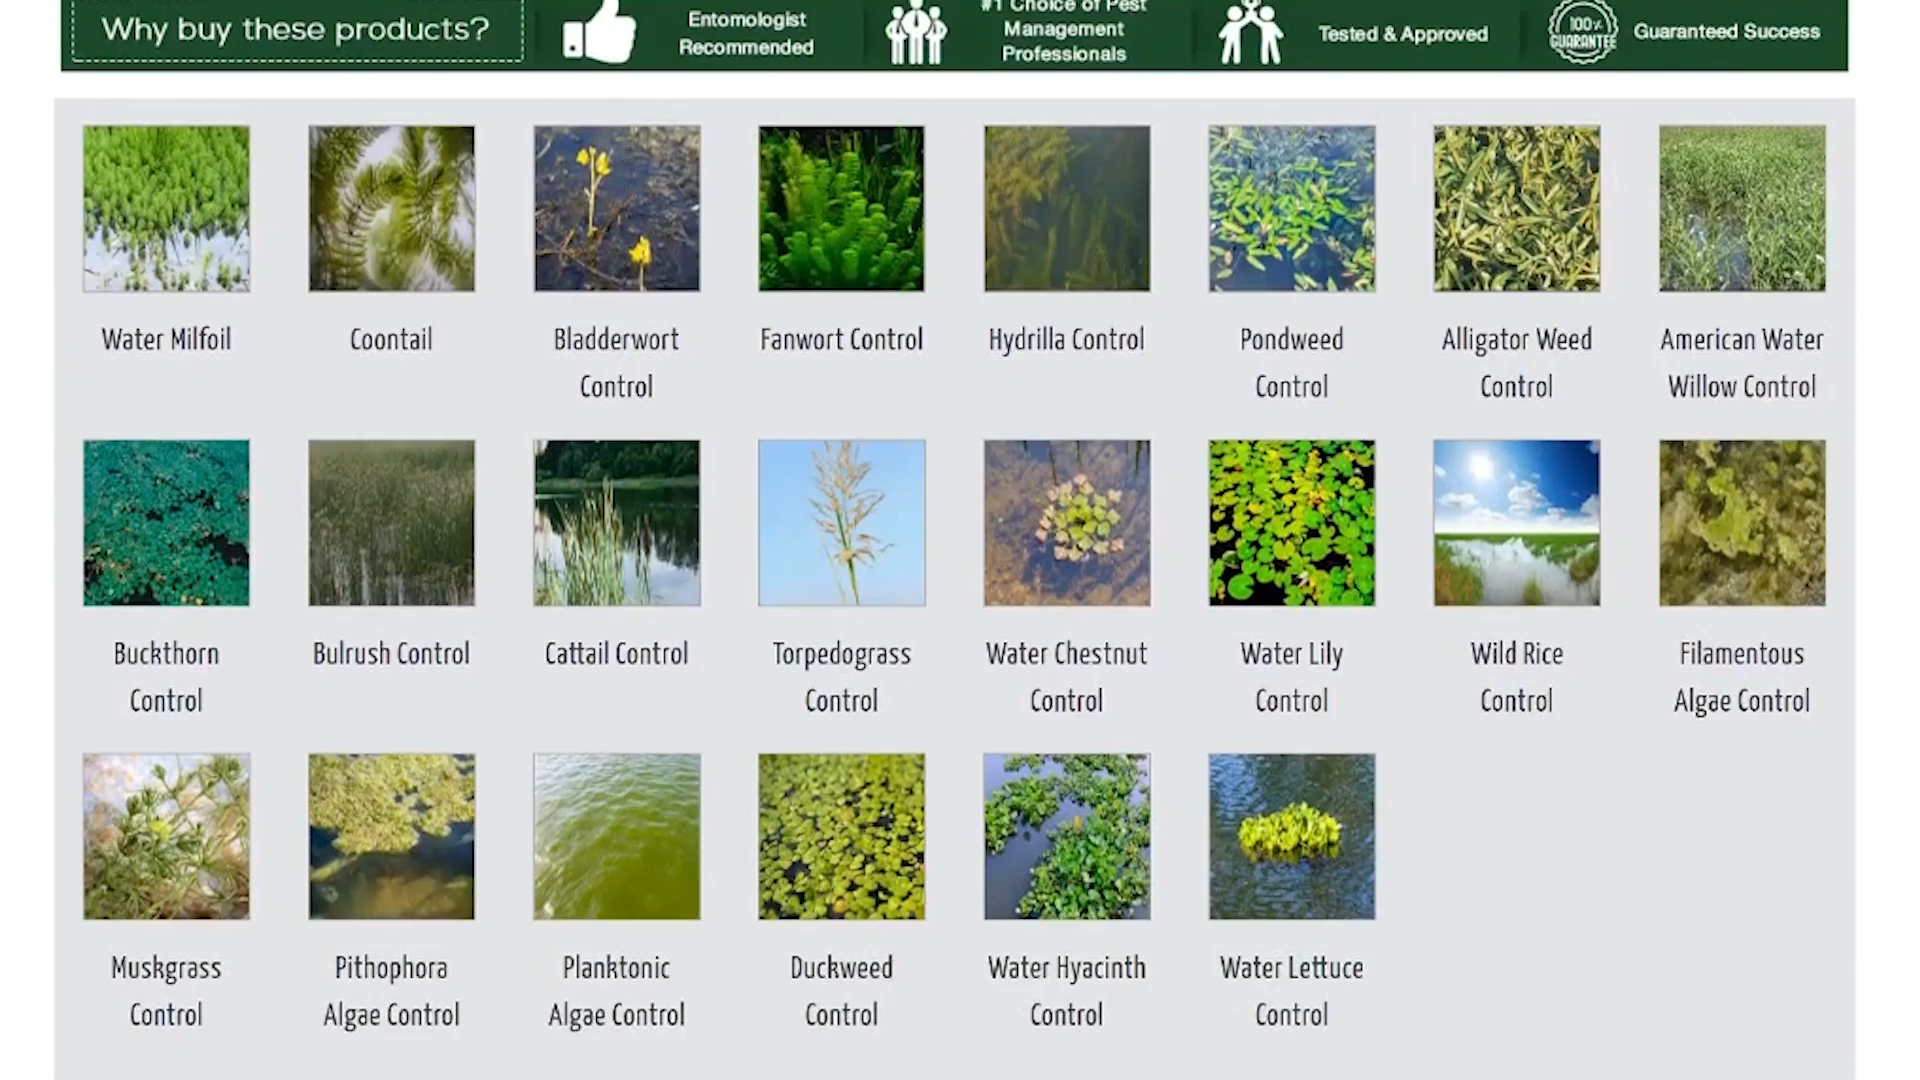 Why buy these products?
Entomologist
Recommended
#1 Choice of Pest
Management
Professionals
Tested & Approved
100%
GUARANTEE
Guaranteed Success
Water Milfoil
Coontail
Bladderwort
Control
Fanwort Control
Hydrilla Control
Pondweed
Control
Alligator Weed
Control
American Water
Willow Control
Buckthorn
Control
Bulrush Control
Cattail Control
Torpedograss
Control
Water Chestnut
Control
Water Lily
Control
Wild Rice
Control
Filamentous
Algae Control
Muskgrass
Control
Pithophora
Algae Control
Planktonic
Algae Control
Duckweed
Control
Water Hyacinth
Control
Water Lettuce
Control